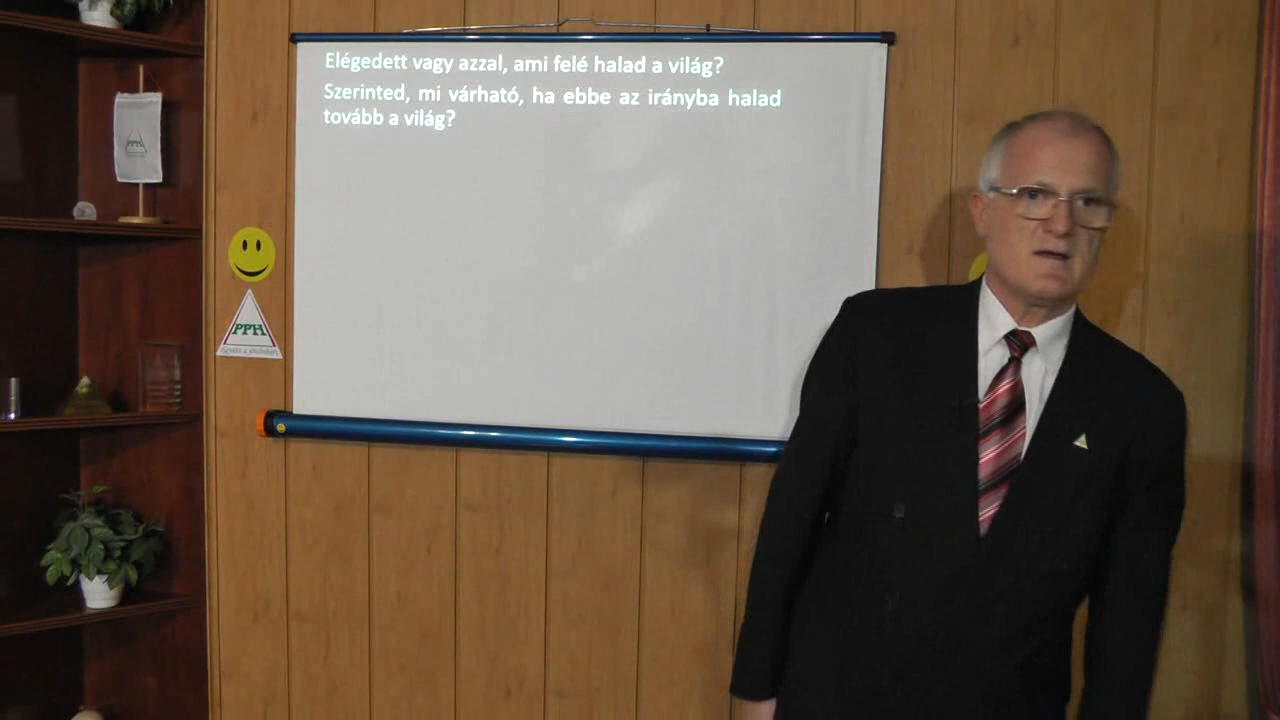 Elégedett vagy azzal, ami felé halad a világ?
Szerinted, mi várható, ha ebbe az irányba halad
tovább a világ?
PPH
PPH